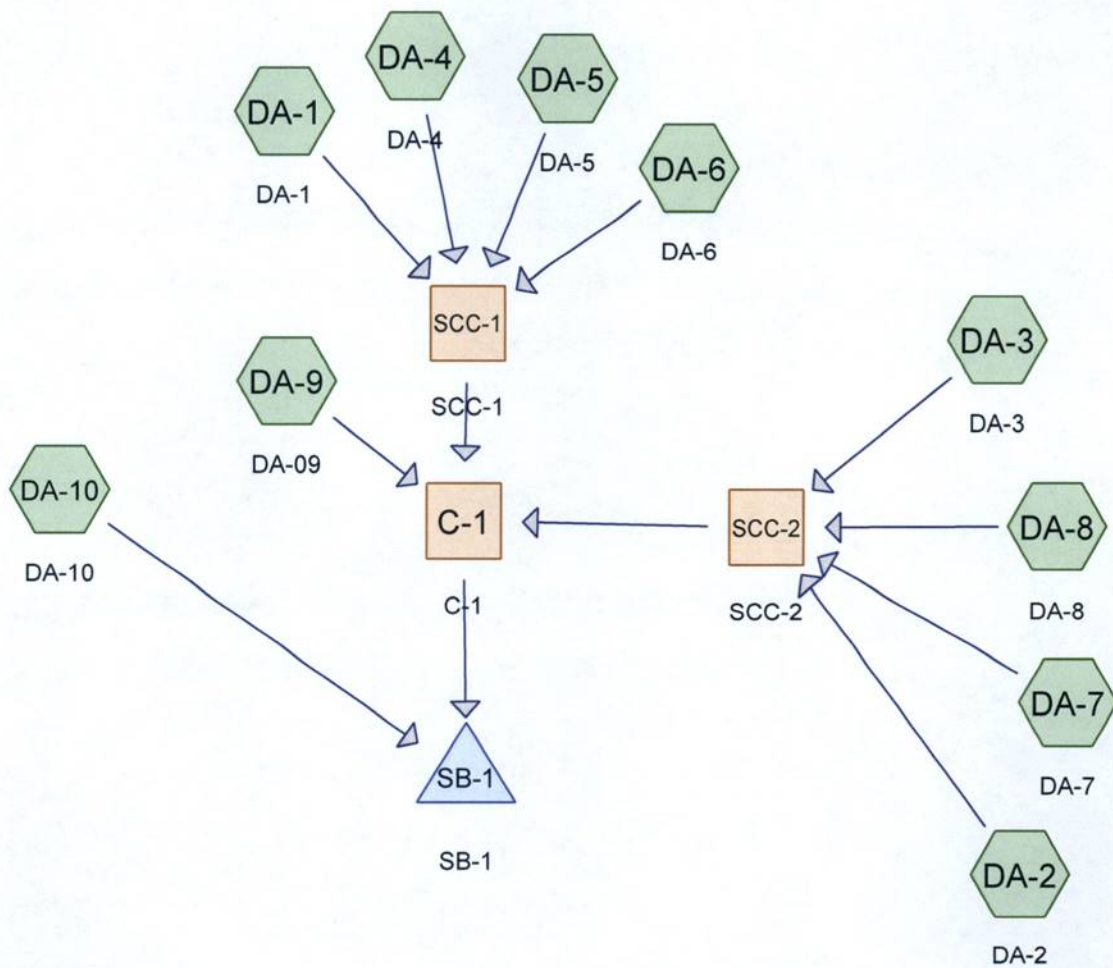 DA-4
DA-5
DA-1
DA-4
DA-5
DA-6
DA-1
DA-6
SCC-1
DA-3
DA-9
SCC-1
DA-3
DA-09
DA-10
C-1
SCC-2
DA-8
DA-10
C-1
SCC-2
DA-8
DA-7
SB-1
DA-7
SB-1
DA-2
DA-2